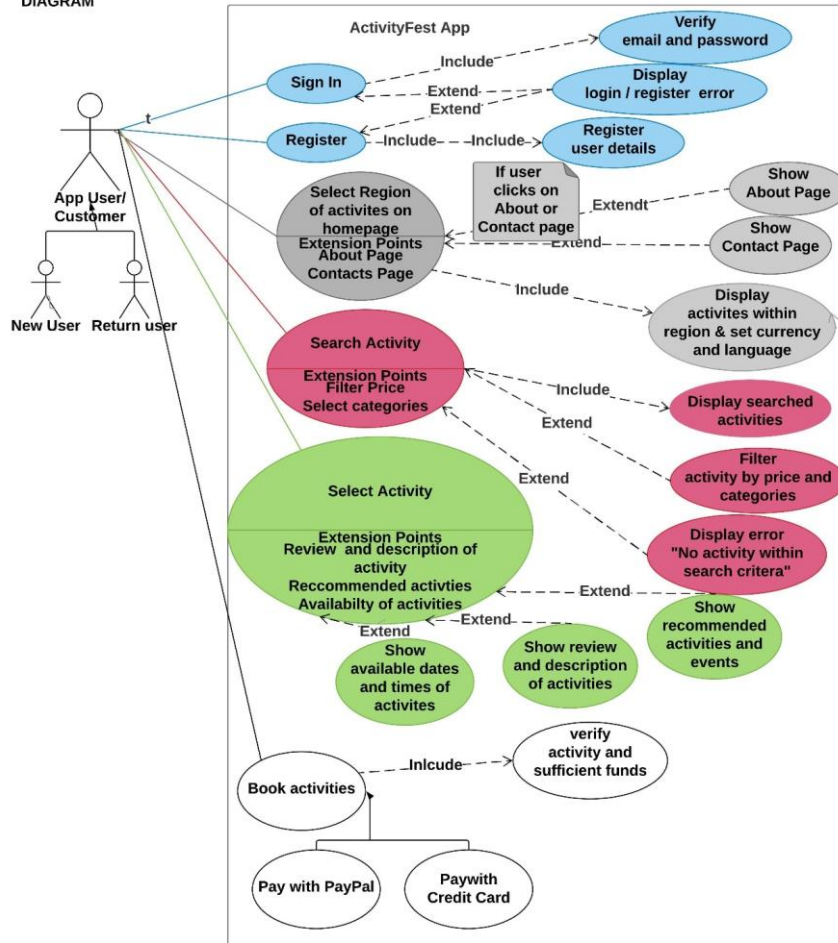 DIAGRAM
ActivityFest App
Verify
email and password
Include
Sign In
Extend
Display
login / register error
t
Extend
Register
Include
Include
Register
user details
App User/
Customer
New User
Return user
Select Region
of activites on
homepage
Extension Points
About Page
Contacts Page
If user
clicks on
About or
Contact page
Extendt
Show
About Page
Extend
Show
Contact Page
Include
Display
activites within
region & set currency
and language
Search Activity
Extension Points
Filter Price
Select categories
Include
Display searched
activities
Extend
Filter
activity by price and
categories
Extend
Display error
"No activity within
search critera"
Select Activity
Extension Points
Review and description of
activity
Reccommended activties
Availabilty of activities
Extend
Show
recommended
activities and
events
Extend
Show review
and description
of activities
Extend
Show
available dates
and times of
activites
Book activities
Inlcude
verify
activity and
sufficient funds
Pay with PayPal
Paywith
Credit Card